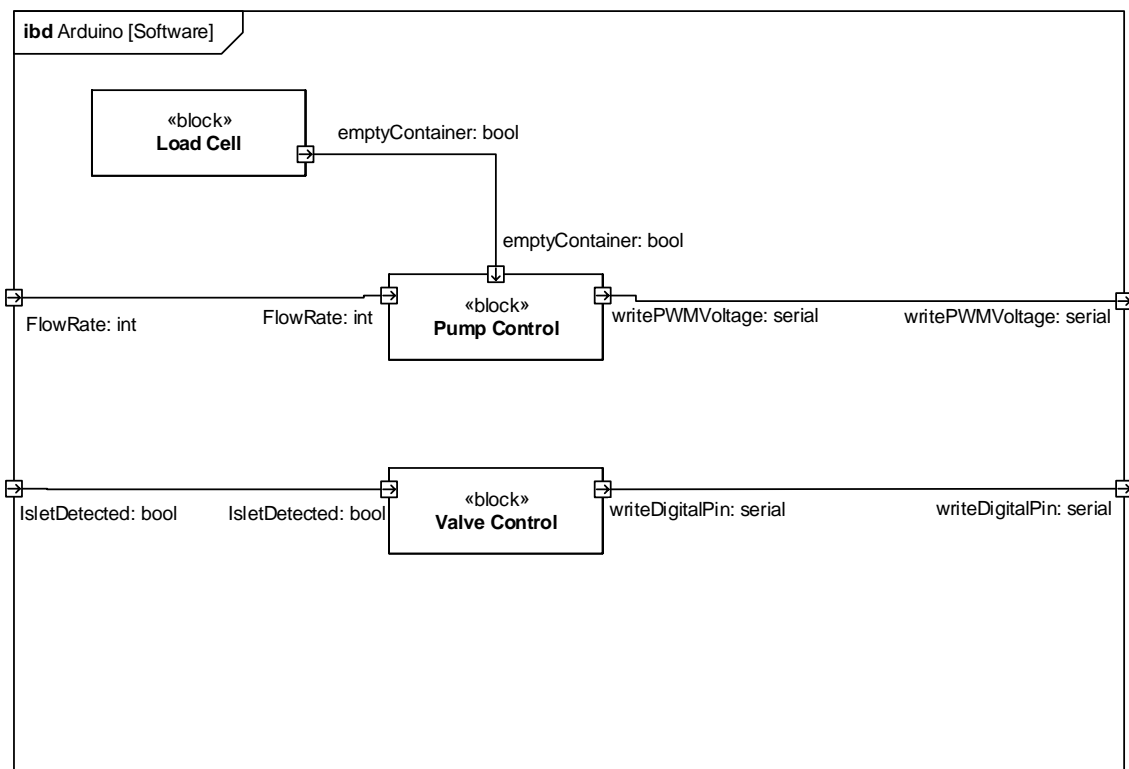 ibd Arduino [Software]
«block»
Load Cell
emptyContainer: bool
emptyContainer: bool
FlowRate: int
FlowRate: int
«block»
Pump Control
writePWMVoltage: serial
writePWMVoltage: serial
IsletDetected: bool
IsletDetected: bool
«block»
Valve Control
writeDigitalPin: serial
writeDigitalPin: serial